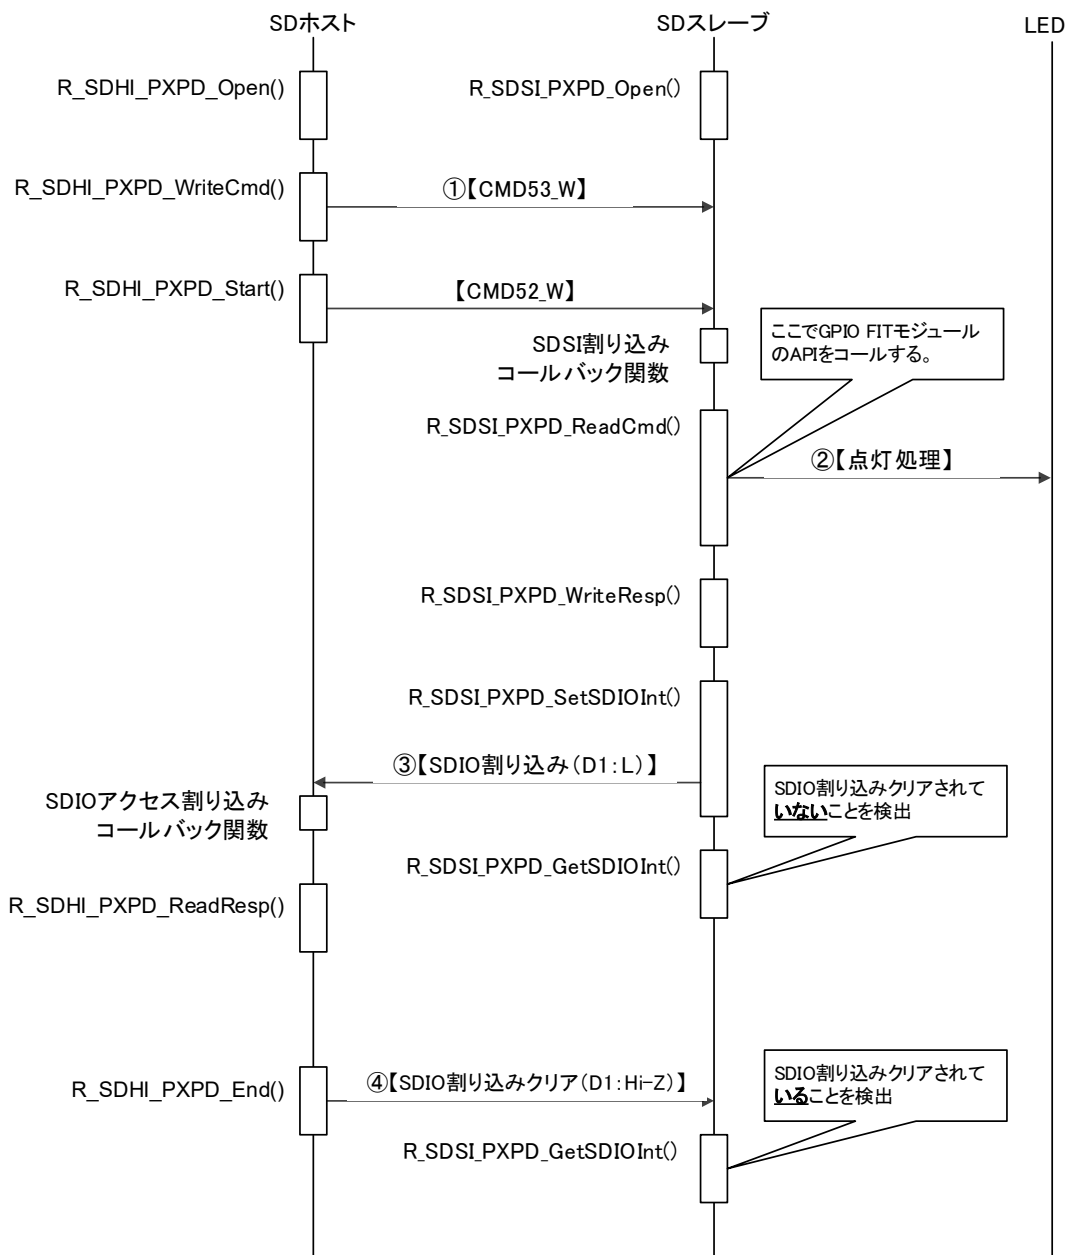 SDホスト
SDスレーブ
LED
R_SDHI_PXPD_Open()
R_SDSI_PXPD_Open()
R_SDHI_PXPD_WriteCmd()
①【CMD53_W】
R_SDHI_PXPD_Start()
【CMD52_W】
ここでGPIO FITモジュール
のAPIをコールする。
SDSI割り込み
コールバック関数
R_SDSI_PXPD_ReadCmd()
②【点灯処理】
R_SDSI_PXPD_WriteResp()
R_SDSI_PXPD_SetSDIOInt()
③【SDIO割り込み(D1:L)】
SDIOアクセス割り込み
コールバック関数
SDIO割り込みクリアされて
いないことを検出
R_SDSI_PXPD_GetSDIOInt()
R_SDHI_PXPD_ReadResp()
R_SDHI_PXPD_End()
④【SDIO割り込みクリア(D1:Hi-Z)】
SDIO割り込みクリアされて
いることを検出
R_SDSI_PXPD_GetSDIOInt()